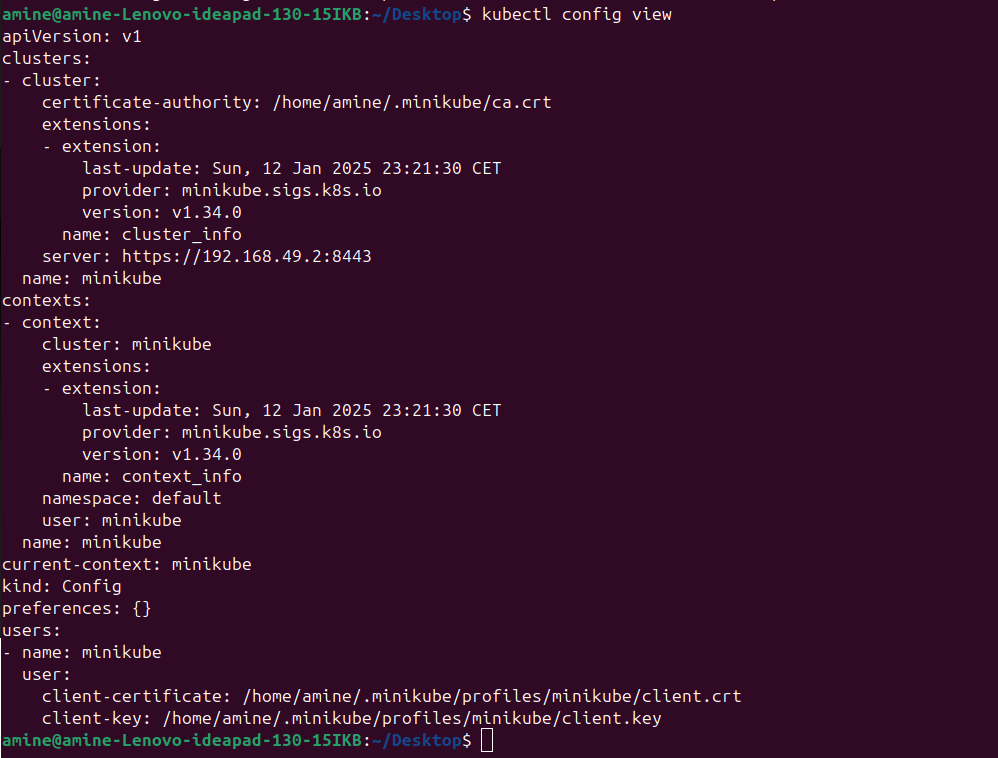 amine@amine-Lenovo-ideapad-130-15IKB:~/Desktop$ kubectl config view
apiVersion: v1
clusters:
- cluster:
    certificate-authority: /home/amine/.minikube/ca.crt
    extensions:
    - extension:
        last-update: Sun, 12 Jan 2025 23:21:30 CET
        provider: minikube.sigs.k8s.io
        version: v1.34.0
      name: cluster_info
    server: https://192.168.49.2:8443
  name: minikube
contexts:
- context:
    cluster: minikube
    extensions:
    - extension:
        last-update: Sun, 12 Jan 2025 23:21:30 CET
        provider: minikube.sigs.k8s.io
        version: v1.34.0
      name: context_info
    namespace: default
    user: minikube
  name: minikube
current-context: minikube
kind: Config
preferences: {}
users:
- name: minikube
  user:
    client-certificate: /home/amine/.minikube/profiles/minikube/client.crt
    client-key: /home/amine/.minikube/profiles/minikube/client.key
amine@amine-Lenovo-ideapad-130-15IKB:~/Desktop$